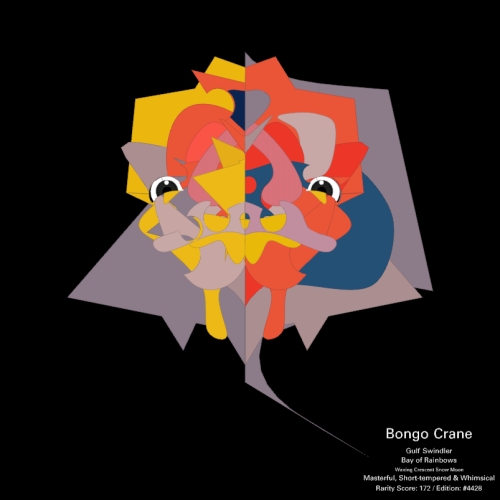 Bongo Crane
Gulf Swindler
Bay of Rainbows
Waxing Crescent Snow Moon
Masterful, Short-tempered & Whimsical
Rarity Score: 172 / Edition: #4428